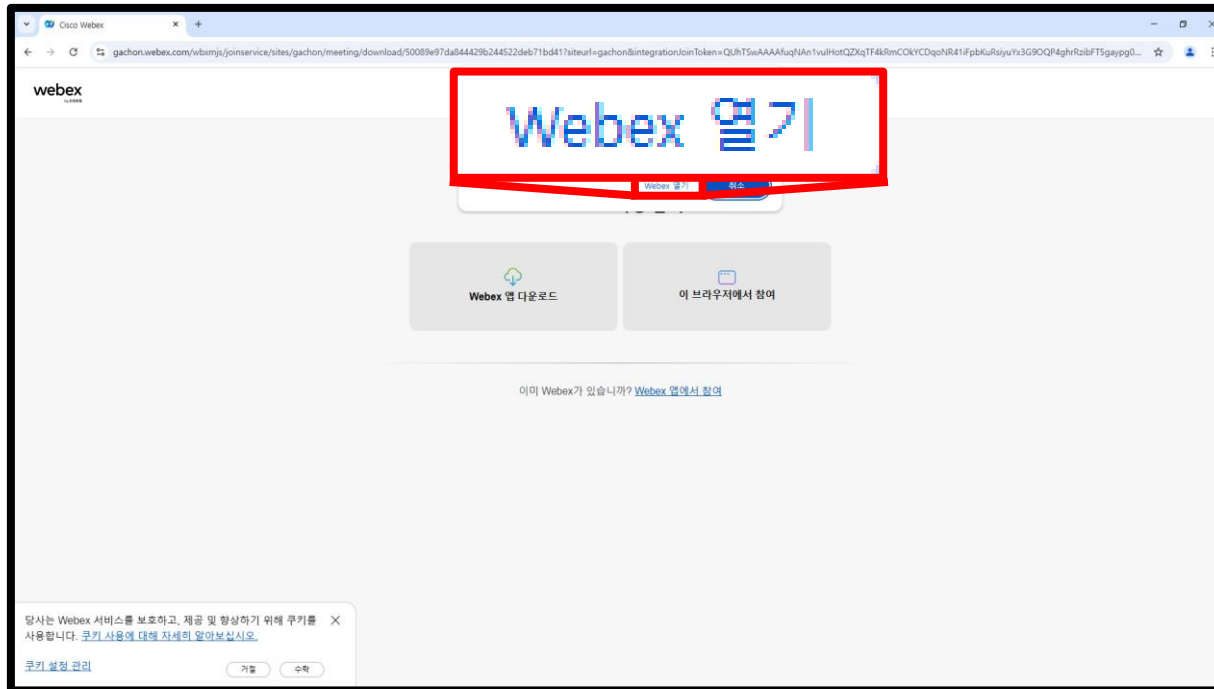 Cisco Webex
gachon.webex.com/wbxmjs/joinservice/sites/gachon/meeting/download/50089e97da844429b244522deb71bd41?siteurl=gachon&integrationJoinToken=
webex
by CISCO
Webex 열기
Webex 열기 취소
Webex 앱 다운로드
이 브라우저에서 참여
이미 Webex가 있습니까? Webex 앱에서 참여
당사는 Webex 서비스를 보호하고, 제공 및 향상하기 위해 쿠키를
사용합니다. 쿠키 사용에 대해 자세히 알아보십시오.
쿠키 설정 관리
거절 수락